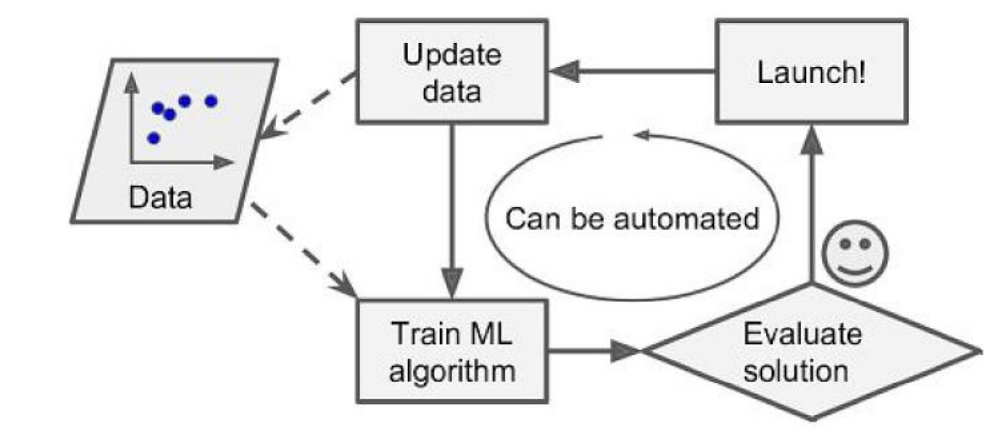 Update
data
Launch!
Data
Can be automated
Train ML
algorithm
Evaluate
solution